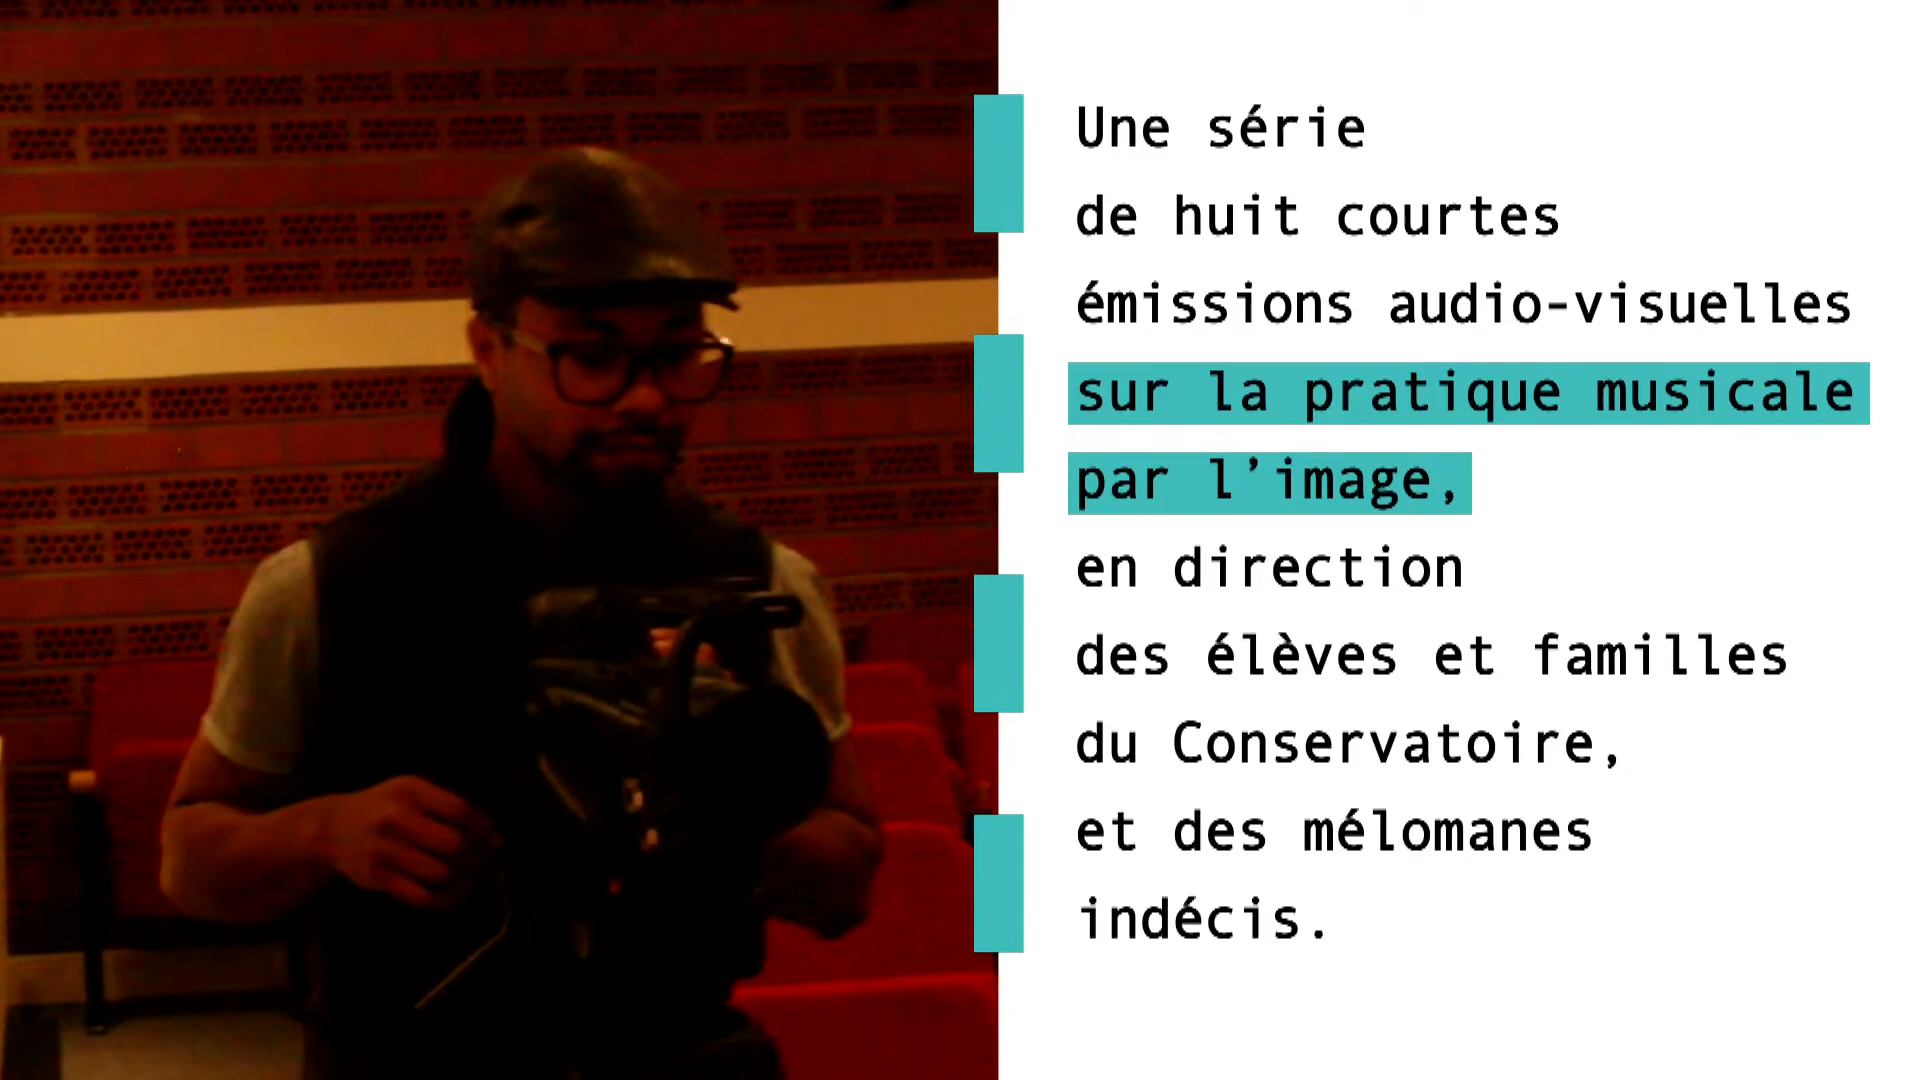 Une série
de huit courtes
émissions audio-visuelles
sur la pratique musicale
par l’image,
en direction
des élèves et familles
du Conservatoire,
et des mélomanes
indécis.